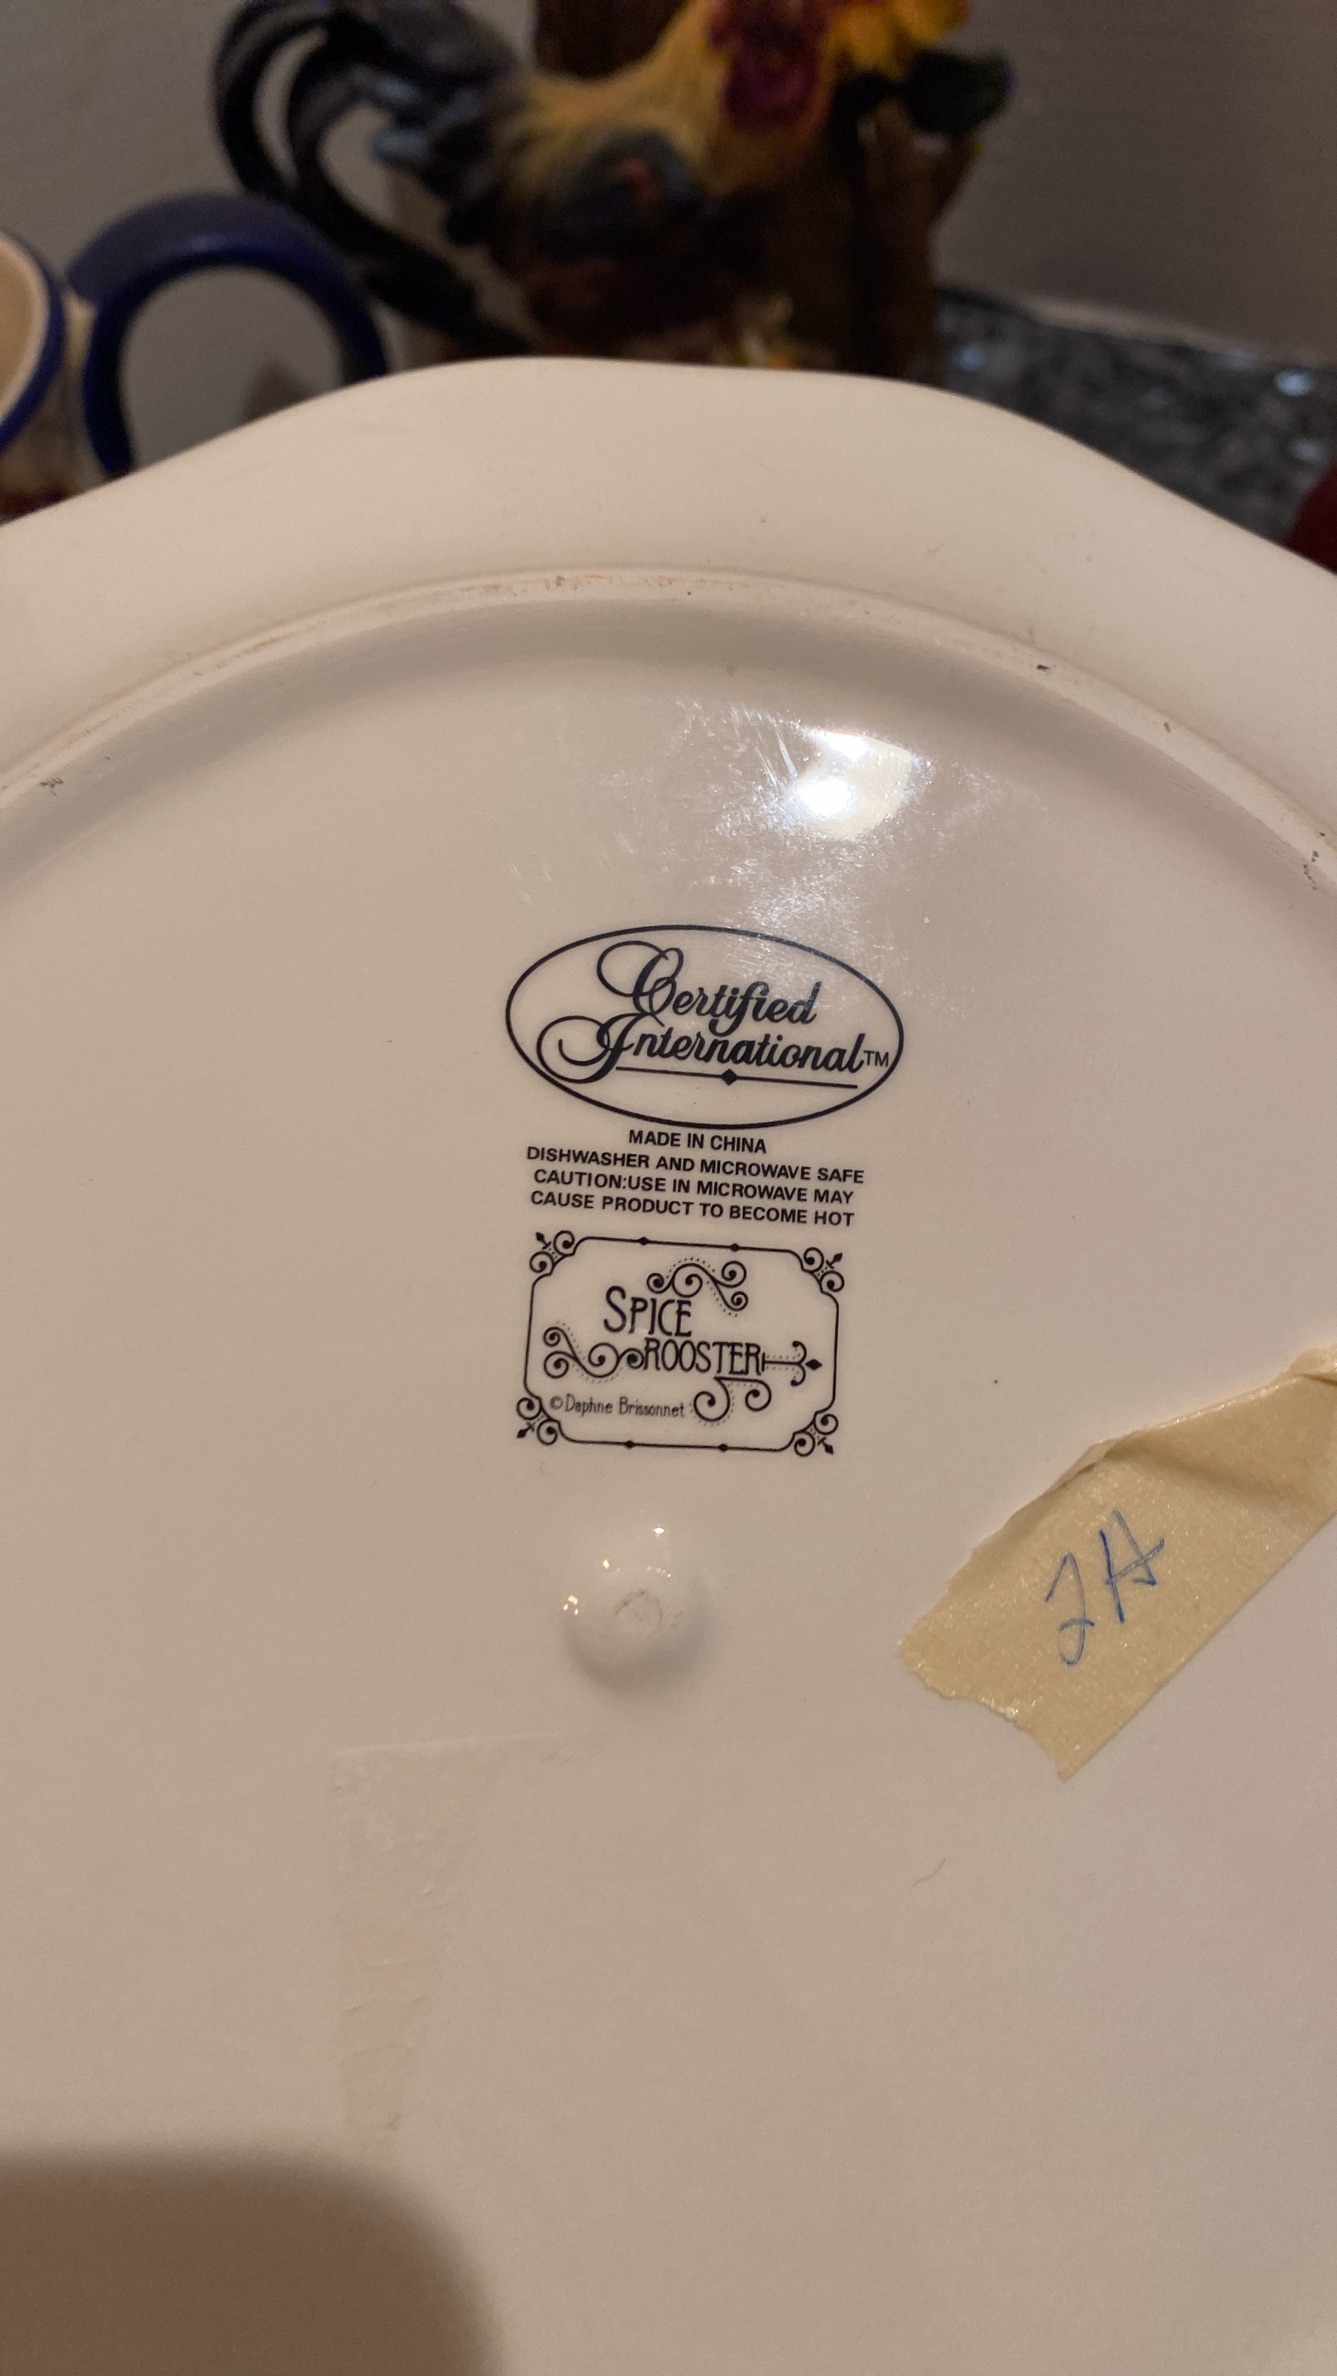 Certified
International™
MADE IN CHINA
DISHWASHER AND MICROWAVE SAFE
CAUTION:USE IN MICROWAVE MAY
CAUSE PRODUCT TO BECOME HOT
SPICE
ROOSTER
©Daphne Brissonnet
2A